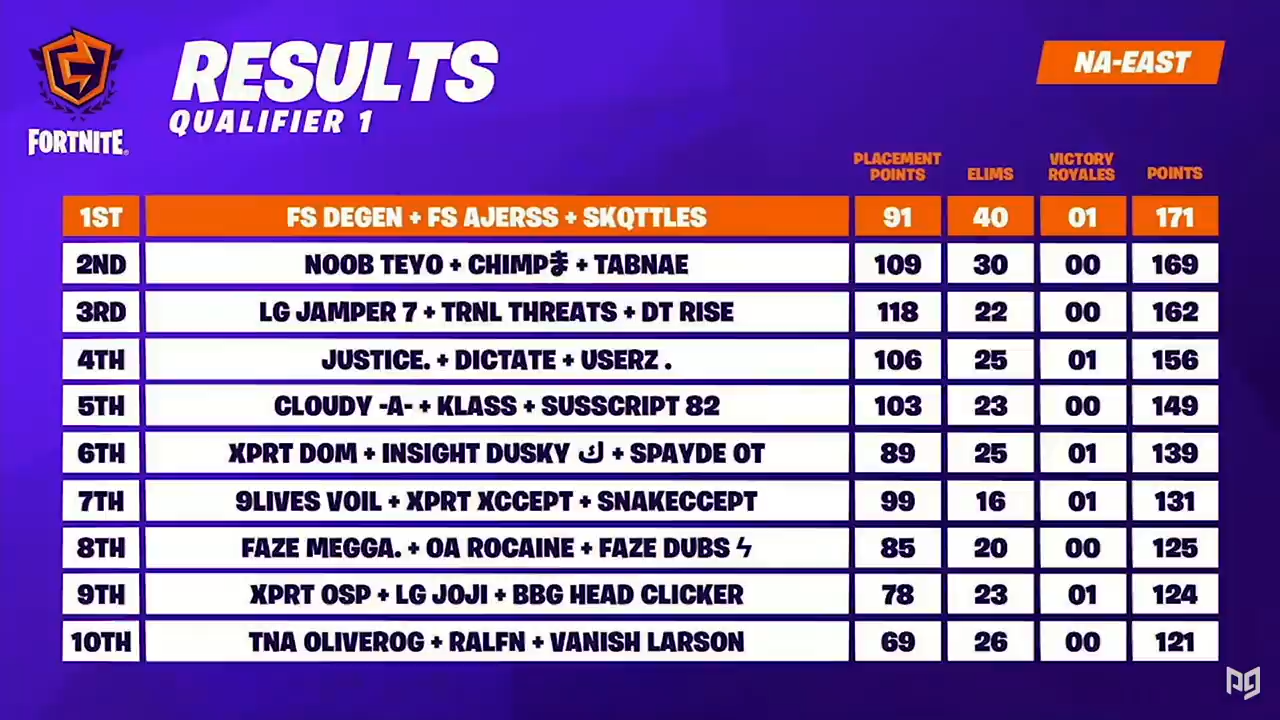 RESULTS
QUALIFIER 1
NA-EAST
FORTNITE
PLACEMENT POINTS ELIMS VICTORY ROYALES POINTS
1ST FS DEGEN + FS AJERSS + SKQTTLES 91 40 01 171
2ND NOOB TEYO + CHIMPま + TABNAE 109 30 00 169
3RD LG JAMPER 7 + TRNL THREATS + DT RISE 118 22 00 162
4TH JUSTICE. + DICTATE + USERZ . 106 25 01 156
5TH CLOUDY -A- + KLASS + SUSSCRIPT 82 103 23 00 149
6TH XPRT DOM + INSIGHT DUSKY ك + SPAYDE OT 89 25 01 139
7TH 9LIVES VOIL + XPRT XCCEPT + SNAKECCEPT 99 16 01 131
8TH FAZE MEGGA. + OA ROCAINE + FAZE DUBS ϟ 85 20 00 125
9TH XPRT OSP + LG JOJI + BBG HEAD CLICKER 78 23 01 124
10TH TNA OLIVEROG + RALFN + VANISH LARSON 69 26 00 121
PG